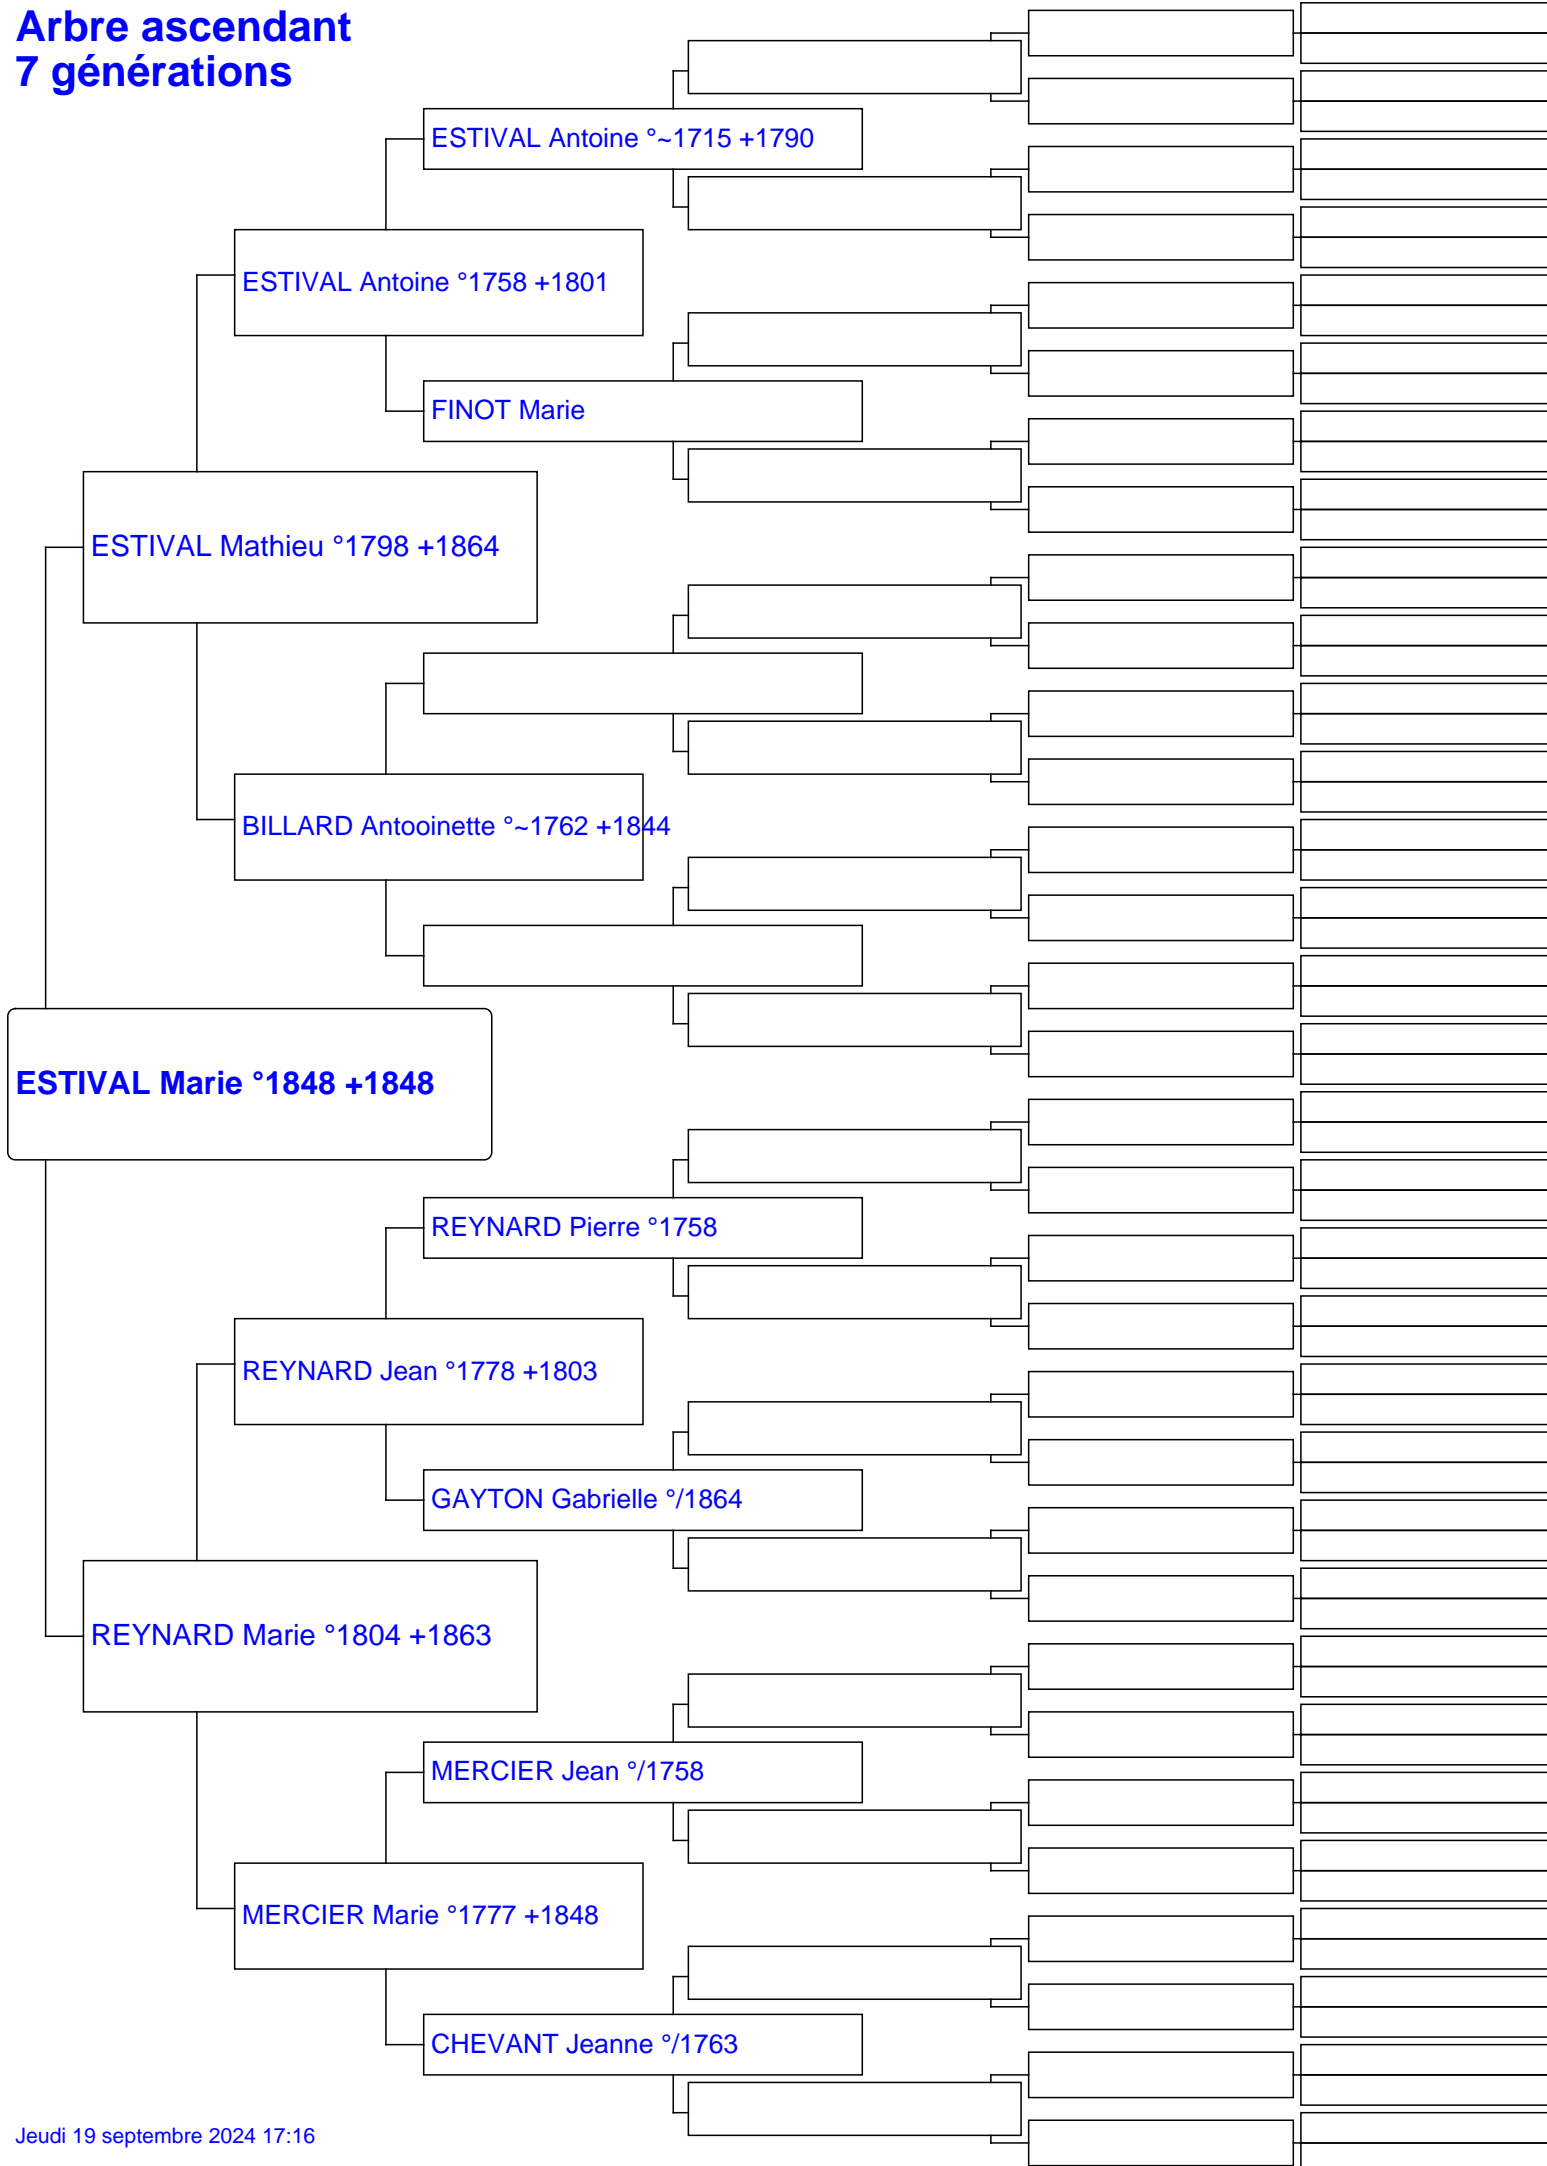 Arbre ascendant
7 générations
ESTIVAL Antoine °~1715 +1790
ESTIVAL Antoine °1758 +1801
FINOT Marie
ESTIVAL Mathieu °1798 +1864
BILLARD Antooinette °~1762 +1844
ESTIVAL Marie °1848 +1848
REYNARD Pierre °1758
REYNARD Jean °1778 +1803
GAYTON Gabrielle °/1864
REYNARD Marie °1804 +1863
MERCIER Jean °/1758
MERCIER Marie °1777 +1848
CHEVANT Jeanne °/1763
Jeudi 19 septembre 2024 17:16